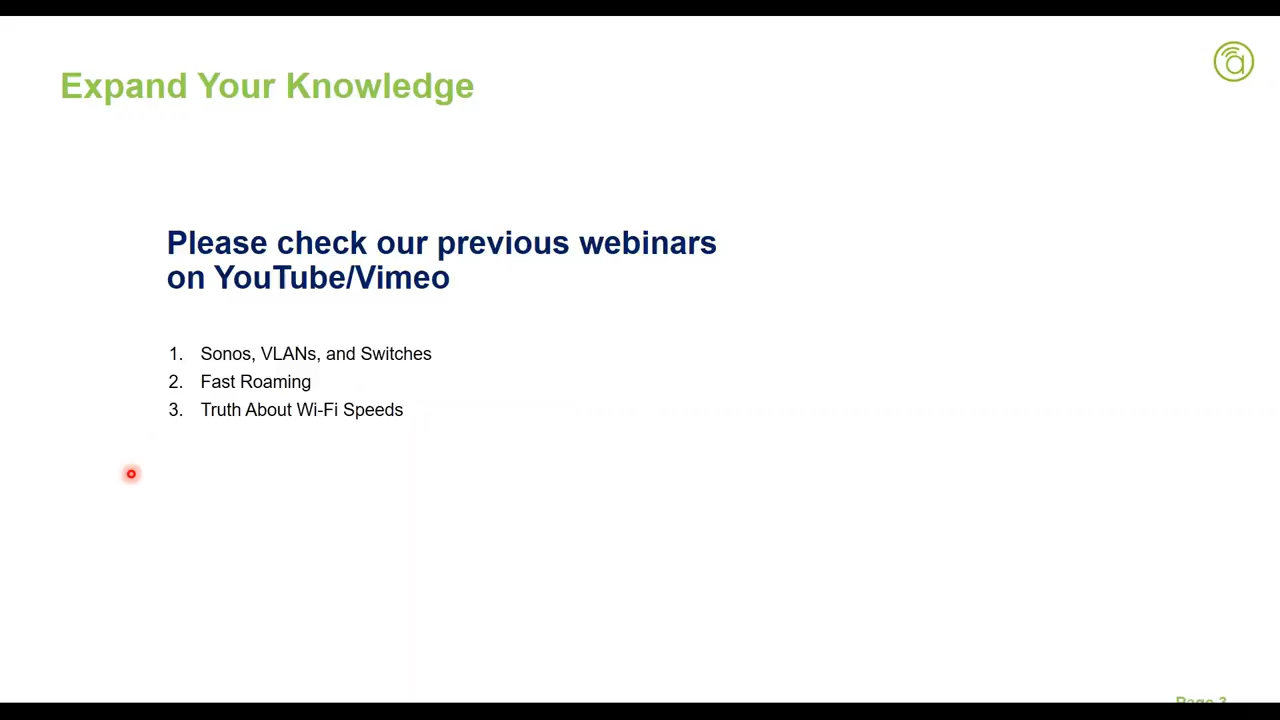 Expand Your Knowledge
Please check our previous webinars
on YouTube/Vimeo
1. Sonos, VLANs, and Switches
2. Fast Roaming
3. Truth About Wi-Fi Speeds
Page 3